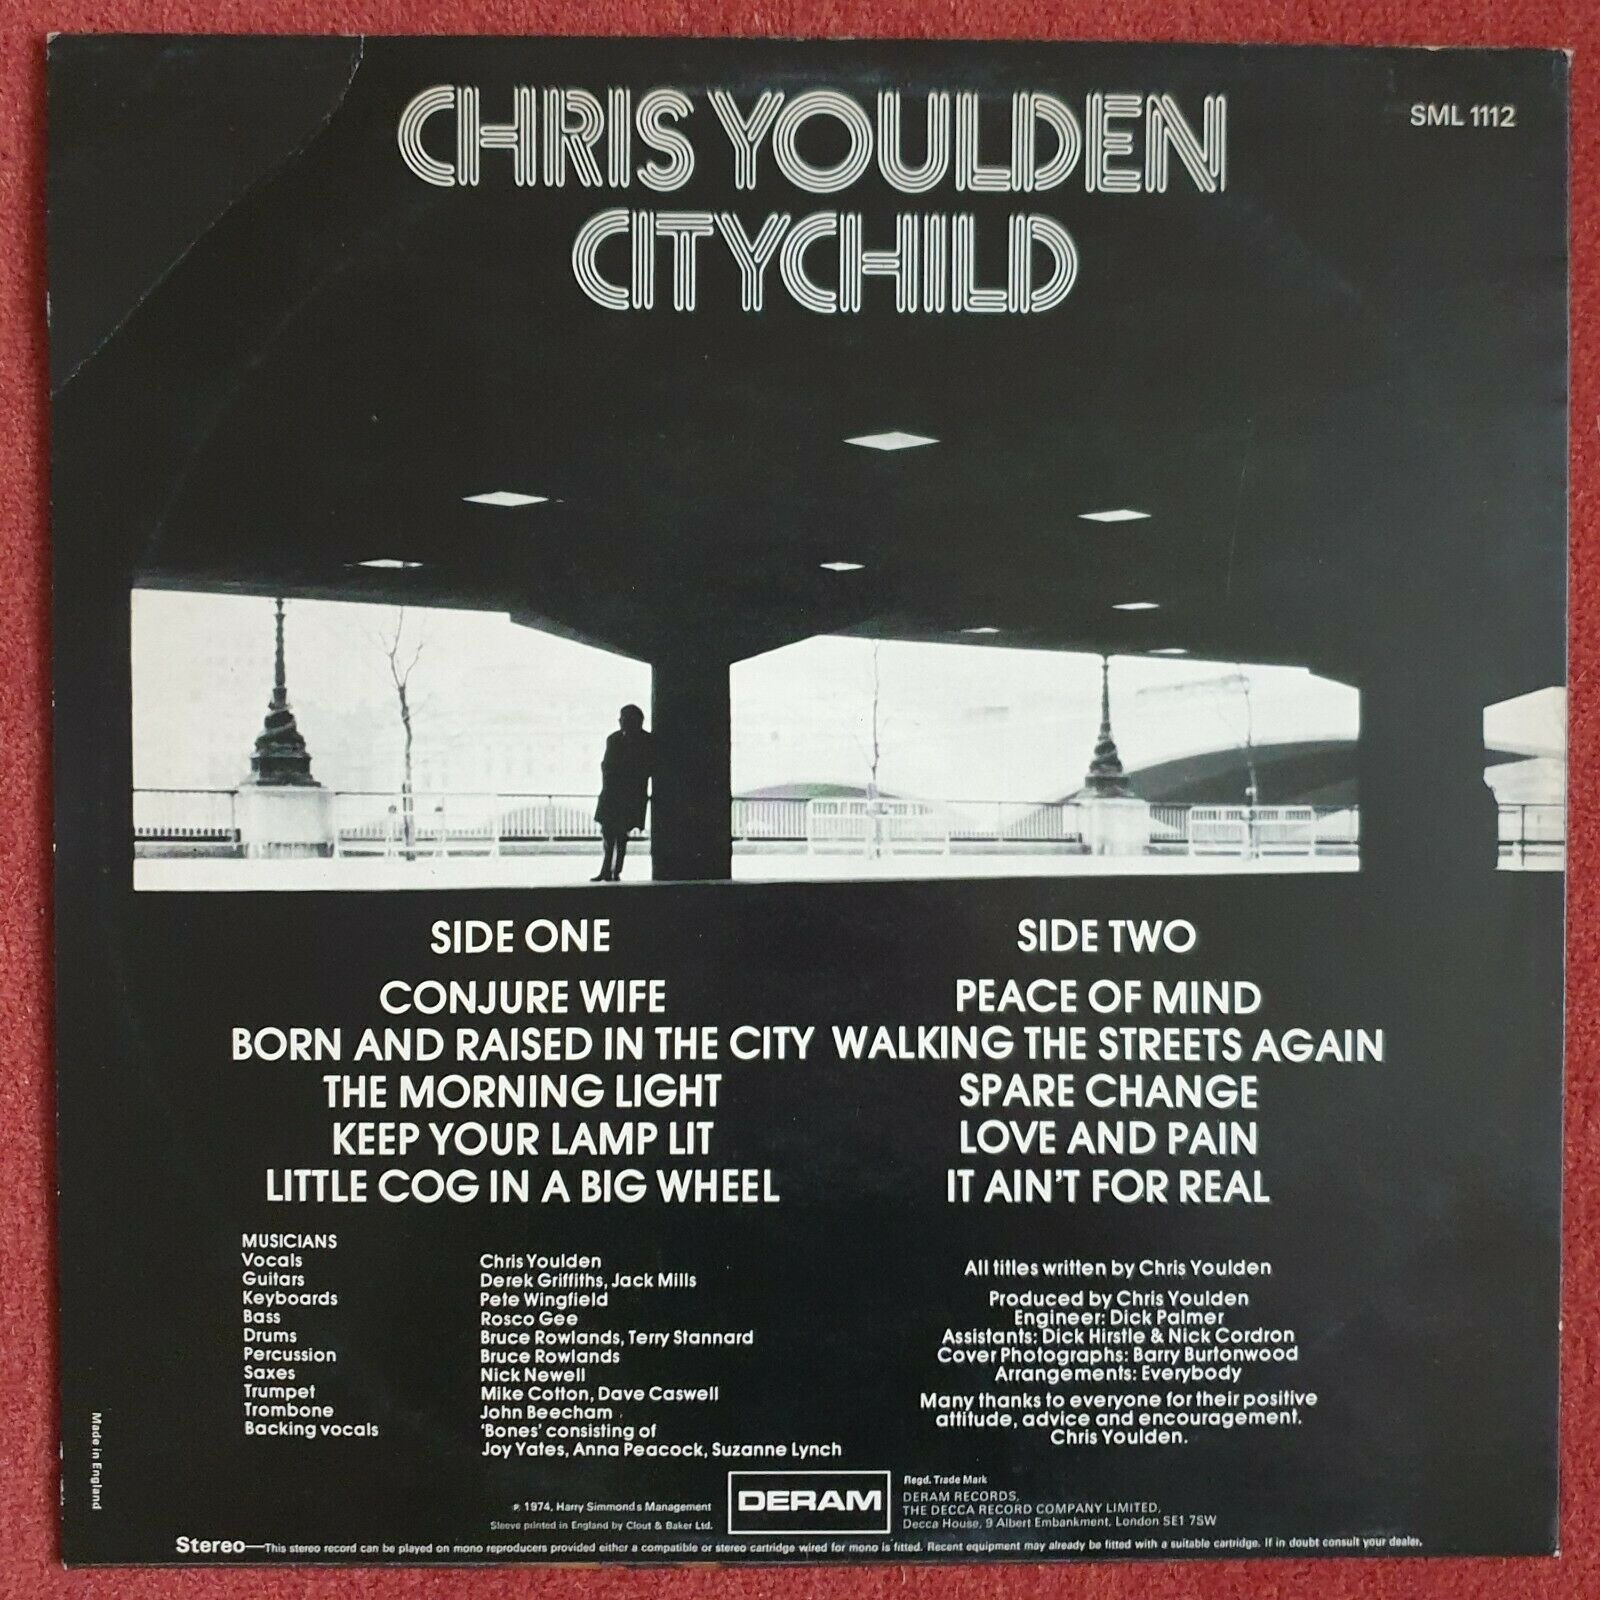 CHRIS YOULDEN
SML 1112
CITYCHILD
SIDE ONE
CONJURE WIFE
BORN AND RAISED IN THE CITY
THE MORNING LIGHT
KEEP YOUR LAMP LIT
LITTLE COG IN A BIG WHEEL
SIDE TWO
PEACE OF MIND
WALKING THE STREETS AGAIN
SPARE CHANGE
LOVE AND PAIN
IT AIN'T FOR REAL
MUSICIANS
Vocals Chris Youlden
Guitars Derek Griffiths, Jack Mills
Keyboards Pete Wingfield
Bass Rosco Gee
Drums Bruce Rowlands, Terry Stannard
Percussion Bruce Rowlands
Saxes Nick Newell
Trumpet Mike Cotton, Dave Caswell
Trombone John Beecham
Backing vocals 'Bones' consisting of
Joy Yates, Anna Peacock, Suzanne Lynch
All titles written by Chris Youlden
Produced by Chris Youlden
Engineer: Dick Palmer
Assistants: Dick Hirstle & Nick Cordron
Cover Photographs: Barry Burtonwood
Arrangements: Everybody
Many thanks to everyone for their positive
attitude, advice and encouragement.
Chris Youlden.
Made in England
℗ 1974, Harry Simmonds Management
Sleeve printed in England by Clout & Baker Ltd.
DERAM
Regd. Trade Mark
DERAM RECORDS,
THE DECCA RECORD COMPANY LIMITED,
Decca House, 9 Albert Embankment, London SE1 7SW
Stereo—This stereo record can be played on mono reproducers provided either a compatible or stereo cartridge wired for mono is fitted. Recent equipment may already be fitted with a suitable cartridge. If in doubt consult your dealer.